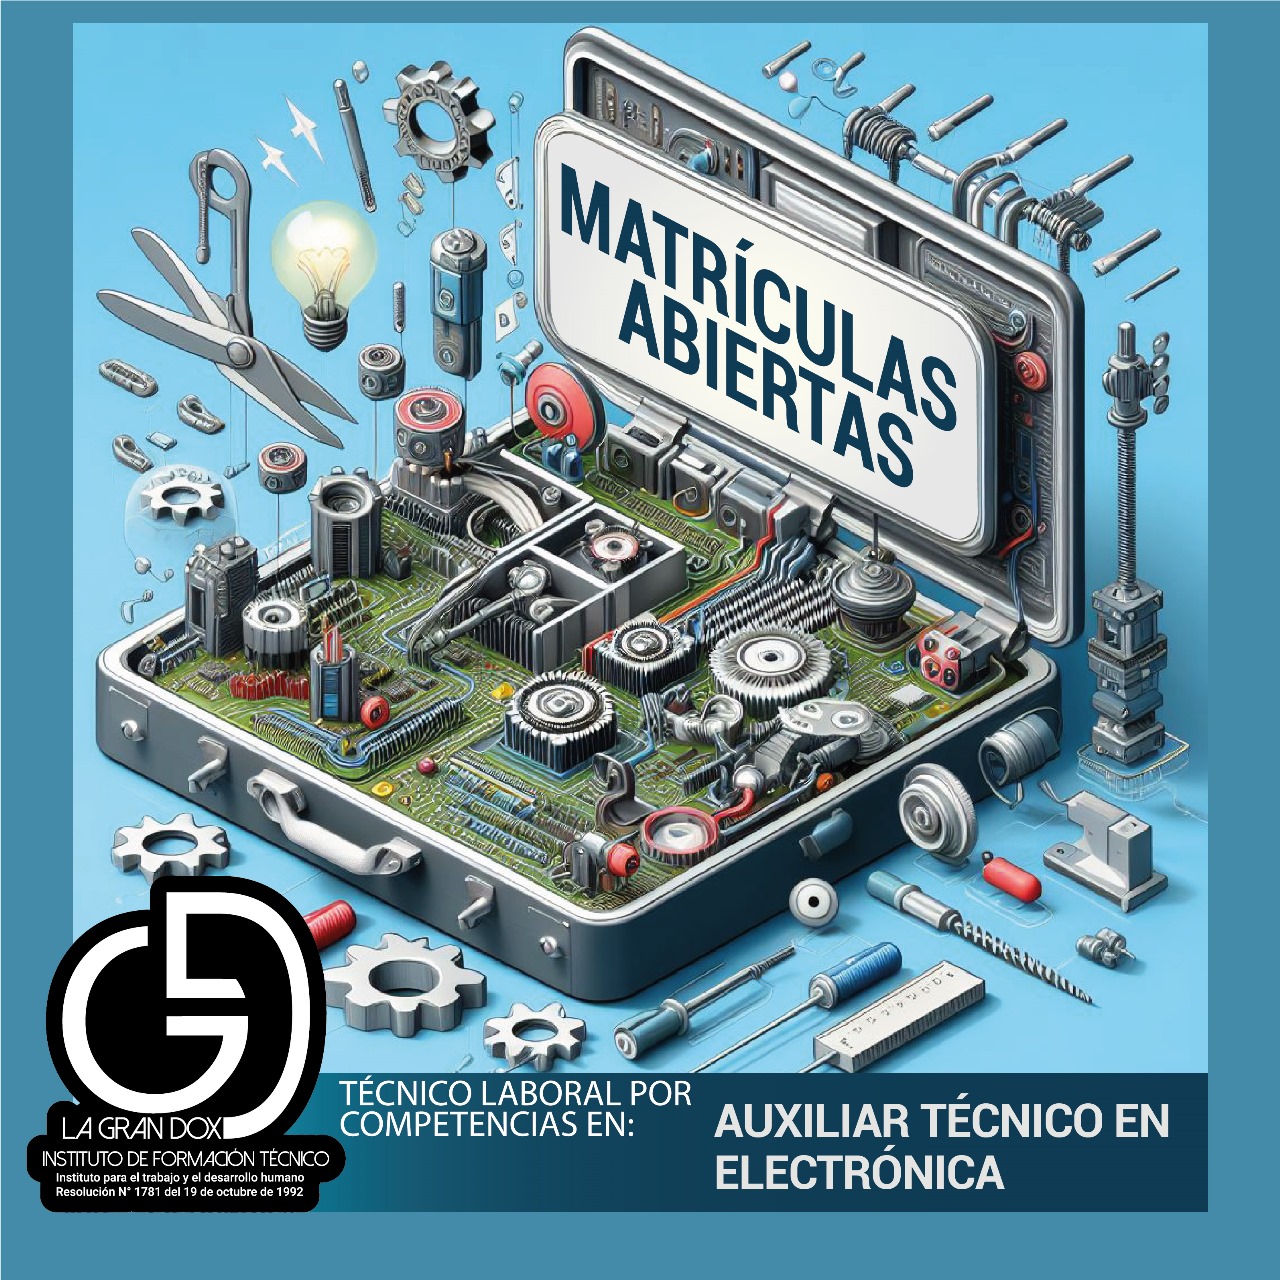 MATRÍCULAS
ABIERTAS
TÉCNICO LABORAL POR
COMPETENCIAS EN:
AUXILIAR TÉCNICO EN
ELECTRÓNICA
LA GRAN DOX
INSTITUTO DE FORMACIÓN TÉCNICO
Instituto para el trabajo y el desarrollo humano
Resolución N° 1781 del 19 de octubre de 1992